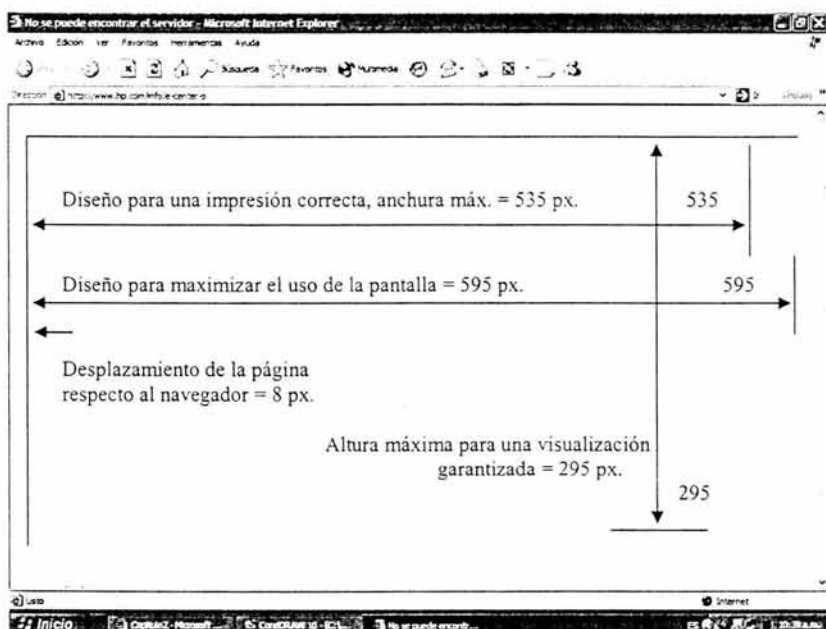 No se puede encontrar el servidor - Microsoft Internet Explorer
Archivo Edición Ver Favoritos Herramientas Ayuda
Búsqueda Favoritos Multimedia
Dirección
Diseño para una impresión correcta, anchura máx. = 535 px. 535
Diseño para maximizar el uso de la pantalla = 595 px. 595
Desplazamiento de la página
respecto al navegador = 8 px.
Altura máxima para una visualización
garantizada = 295 px.
295
Listo Internet
Inicio